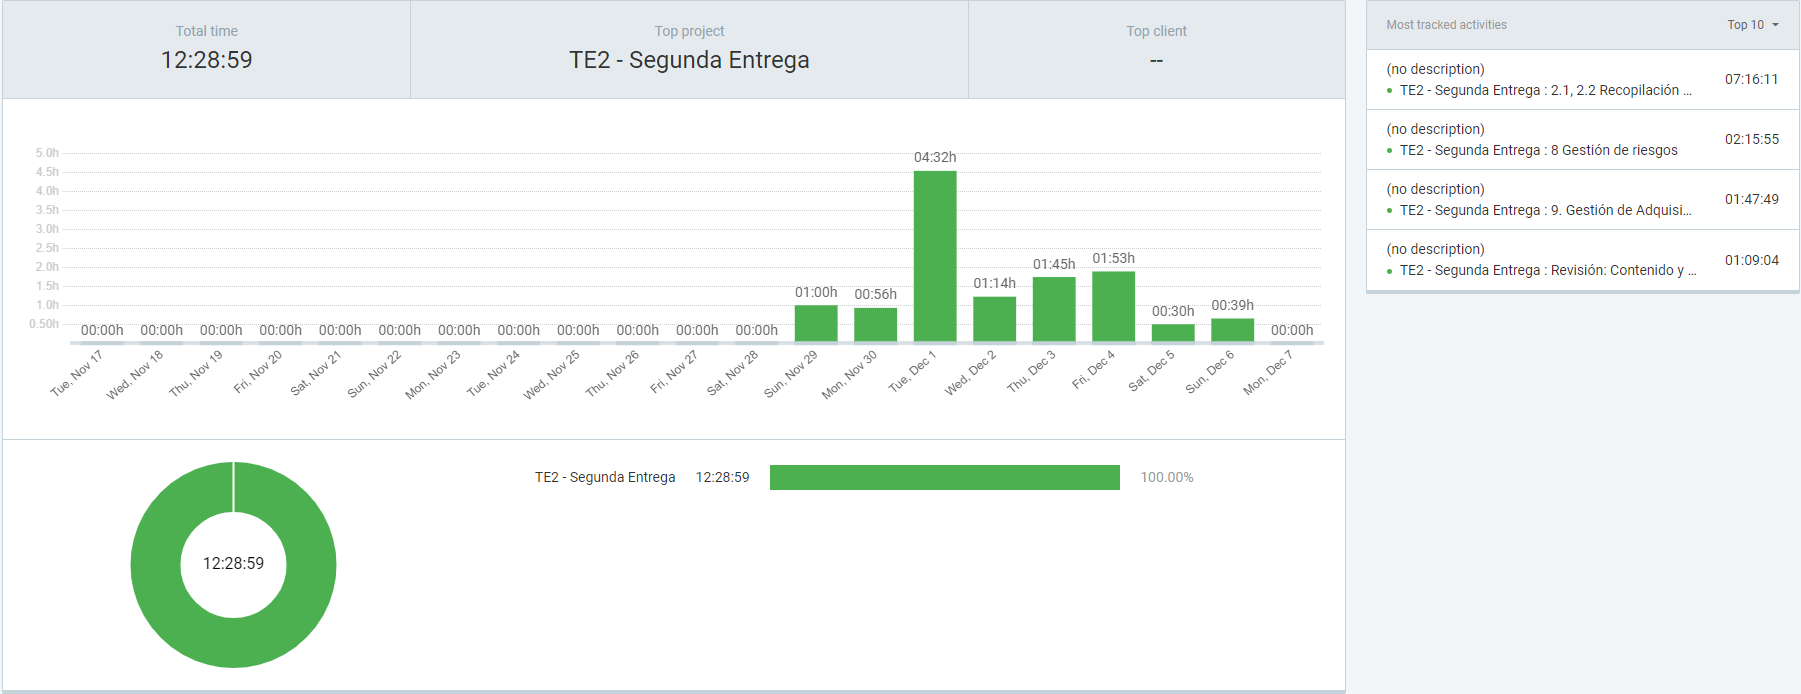 Total time
12:28:59
Top project
TE2 - Segunda Entrega
Top client
--
5.0h
4.5h
4.0h
3.5h
3.0h
2.5h
2.0h
1.5h
1.0h
0.50h
00:00h 00:00h 00:00h 00:00h 00:00h 00:00h 00:00h 00:00h 00:00h 00:00h 00:00h 00:00h 01:00h 00:56h 04:32h 01:14h 01:45h 01:53h 00:30h 00:39h 00:00h
Tue, Nov 17
Wed, Nov 18
Thu, Nov 19
Fri, Nov 20
Sat, Nov 21
Sun, Nov 22
Mon, Nov 23
Tue, Nov 24
Wed, Nov 25
Thu, Nov 26
Fri, Nov 27
Sat, Nov 28
Sun, Nov 29
Mon, Nov 30
Tue, Dec 1
Wed, Dec 2
Thu, Dec 3
Fri, Dec 4
Sat, Dec 5
Sun, Dec 6
Mon, Dec 7
12:28:59
TE2 - Segunda Entrega 12:28:59 100.00%
Most tracked activities Top 10
(no description)
TE2 - Segunda Entrega : 2.1, 2.2 Recopilación ... 07:16:11
(no description)
TE2 - Segunda Entrega : 8 Gestión de riesgos 02:15:55
(no description)
TE2 - Segunda Entrega : 9. Gestión de Adquisi... 01:47:49
(no description)
TE2 - Segunda Entrega : Revisión: Contenido y ... 01:09:04